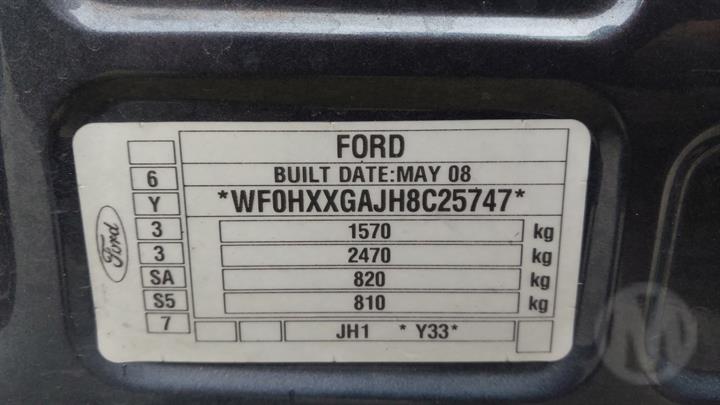 FORD
6 BUILT DATE:MAY 08
Y *WF0HXXGAJH8C25747*
3 1570 kg
3 2470 kg
SA 820 kg
S5 810 kg
7 JH1 * Y33*
Ford
M